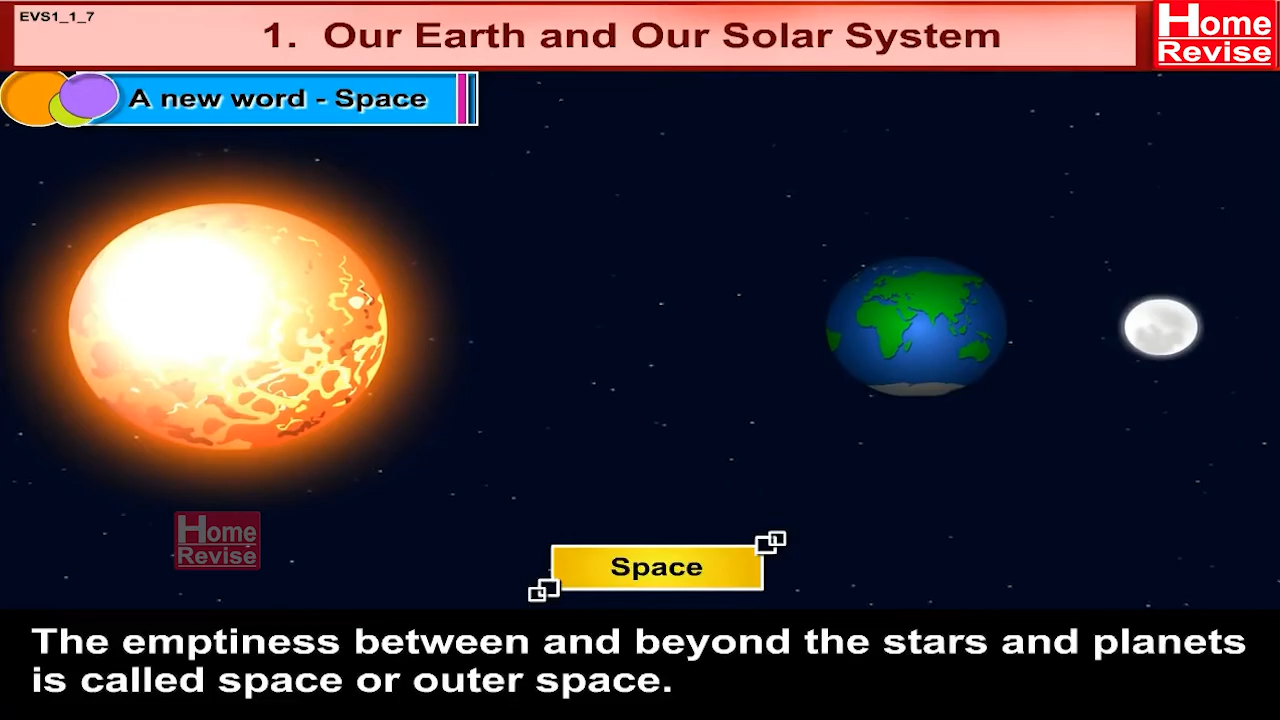 EVS1_1_7
1. Our Earth and Our Solar System
Home
Revise
A new word - Space
Home
Revise
Space
The emptiness between and beyond the stars and planets
is called space or outer space.